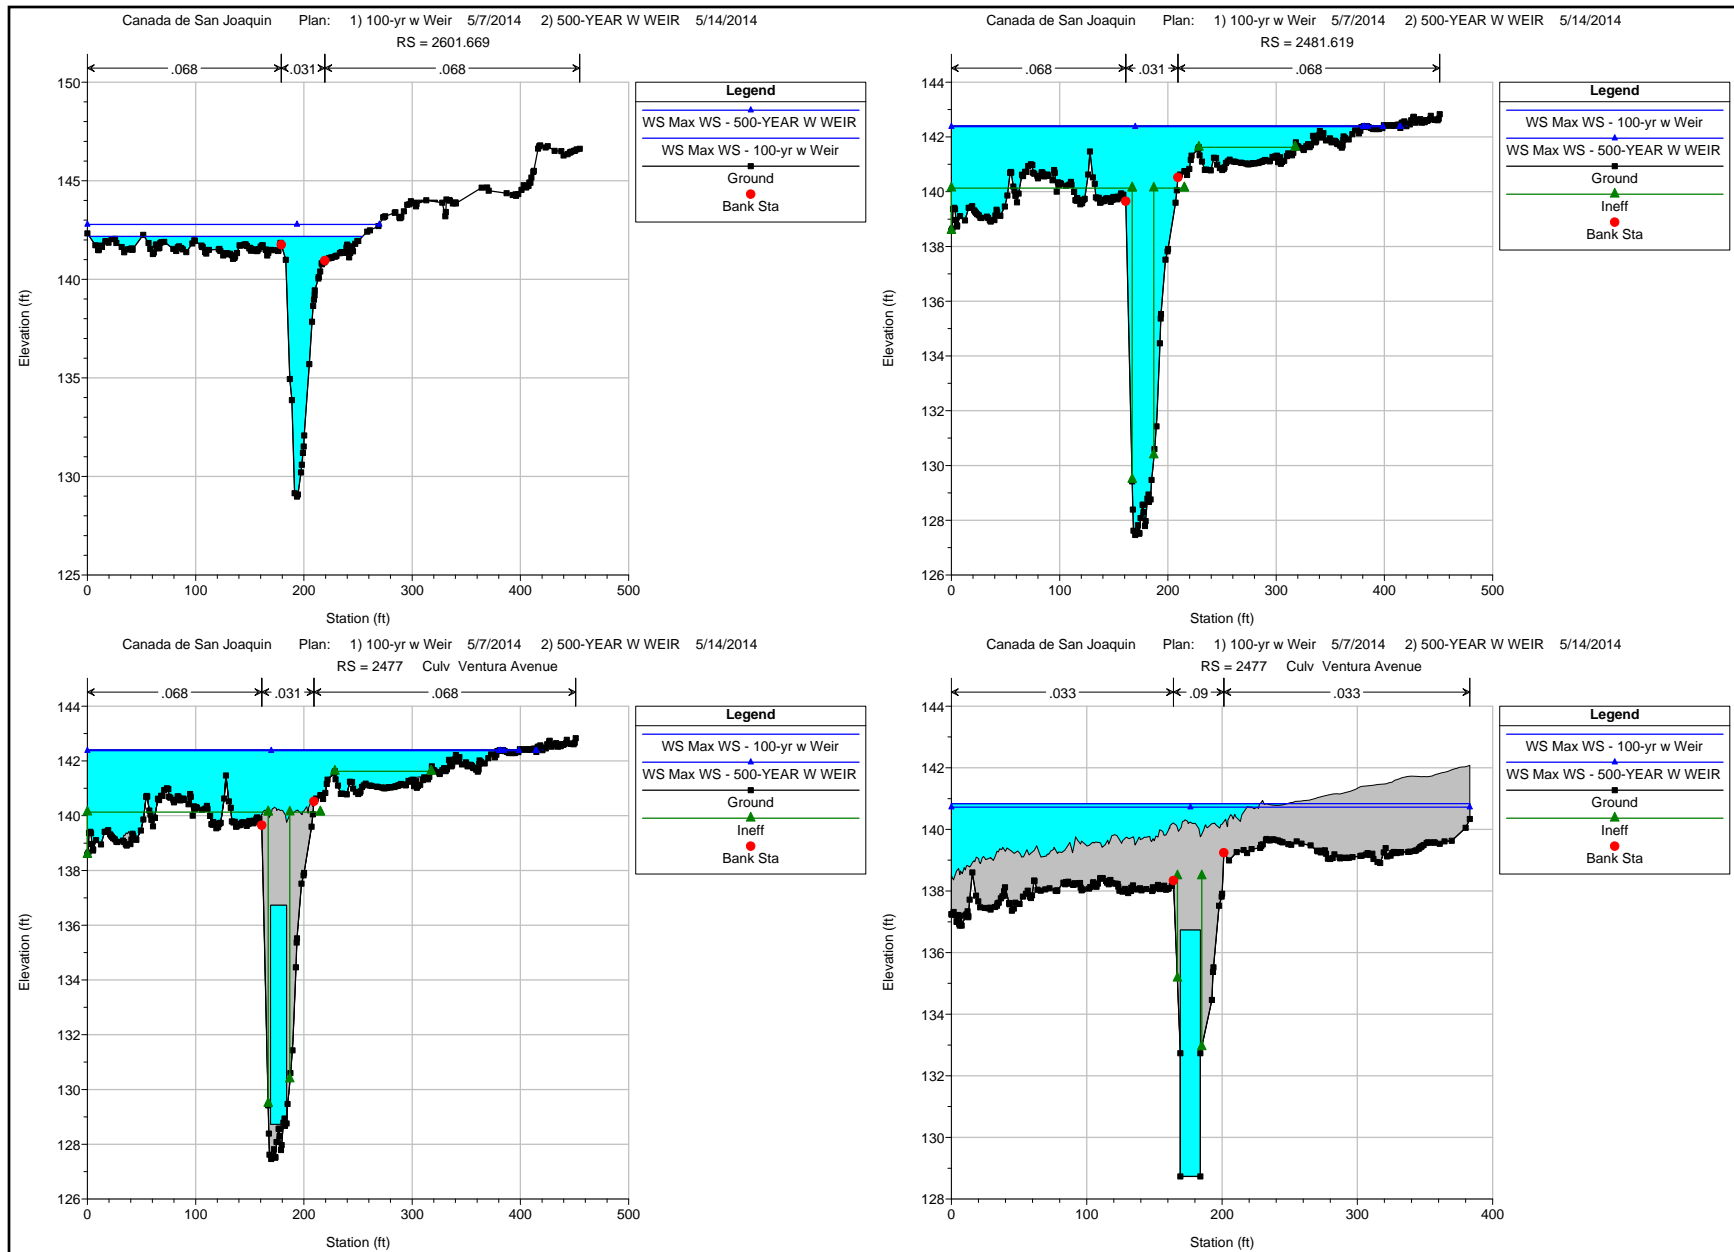 Canada de San Joaquin Plan: 1) 100-yr w Weir 5/7/2014 2) 500-YEAR W WEIR 5/14/2014
RS = 2601.669
.068 .031 .068
150
145
140
135
130
125
0 100 200 300 400 500
Elevation (ft)
Station (ft)
Legend
WS Max WS - 500-YEAR W WEIR
WS Max WS - 100-yr w Weir
Ground
Bank Sta
Canada de San Joaquin Plan: 1) 100-yr w Weir 5/7/2014 2) 500-YEAR W WEIR 5/14/2014
RS = 2481.619
.068 .031 .068
144
142
140
138
136
134
132
130
128
126
0 100 200 300 400 500
Elevation (ft)
Station (ft)
Legend
WS Max WS - 100-yr w Weir
WS Max WS - 500-YEAR W WEIR
Ground
Ineff
Bank Sta
Canada de San Joaquin Plan: 1) 100-yr w Weir 5/7/2014 2) 500-YEAR W WEIR 5/14/2014
RS = 2477 Culv Ventura Avenue
.068 .031 .068
144
142
140
138
136
134
132
130
128
126
0 100 200 300 400 500
Elevation (ft)
Station (ft)
Legend
WS Max WS - 100-yr w Weir
WS Max WS - 500-YEAR W WEIR
Ground
Ineff
Bank Sta
Canada de San Joaquin Plan: 1) 100-yr w Weir 5/7/2014 2) 500-YEAR W WEIR 5/14/2014
RS = 2477 Culv Ventura Avenue
.033 .09 .033
144
142
140
138
136
134
132
130
128
0 100 200 300 400
Elevation (ft)
Station (ft)
Legend
WS Max WS - 100-yr w Weir
WS Max WS - 500-YEAR W WEIR
Ground
Ineff
Bank Sta